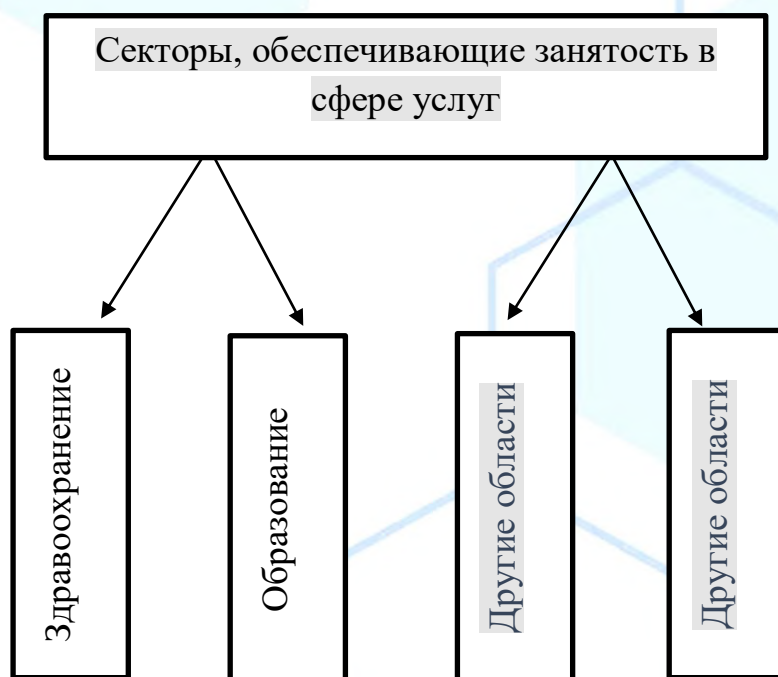 Секторы, обеспечивающие занятость в
сфере услуг
Здравоохранение
Образование
Другие области
Другие области